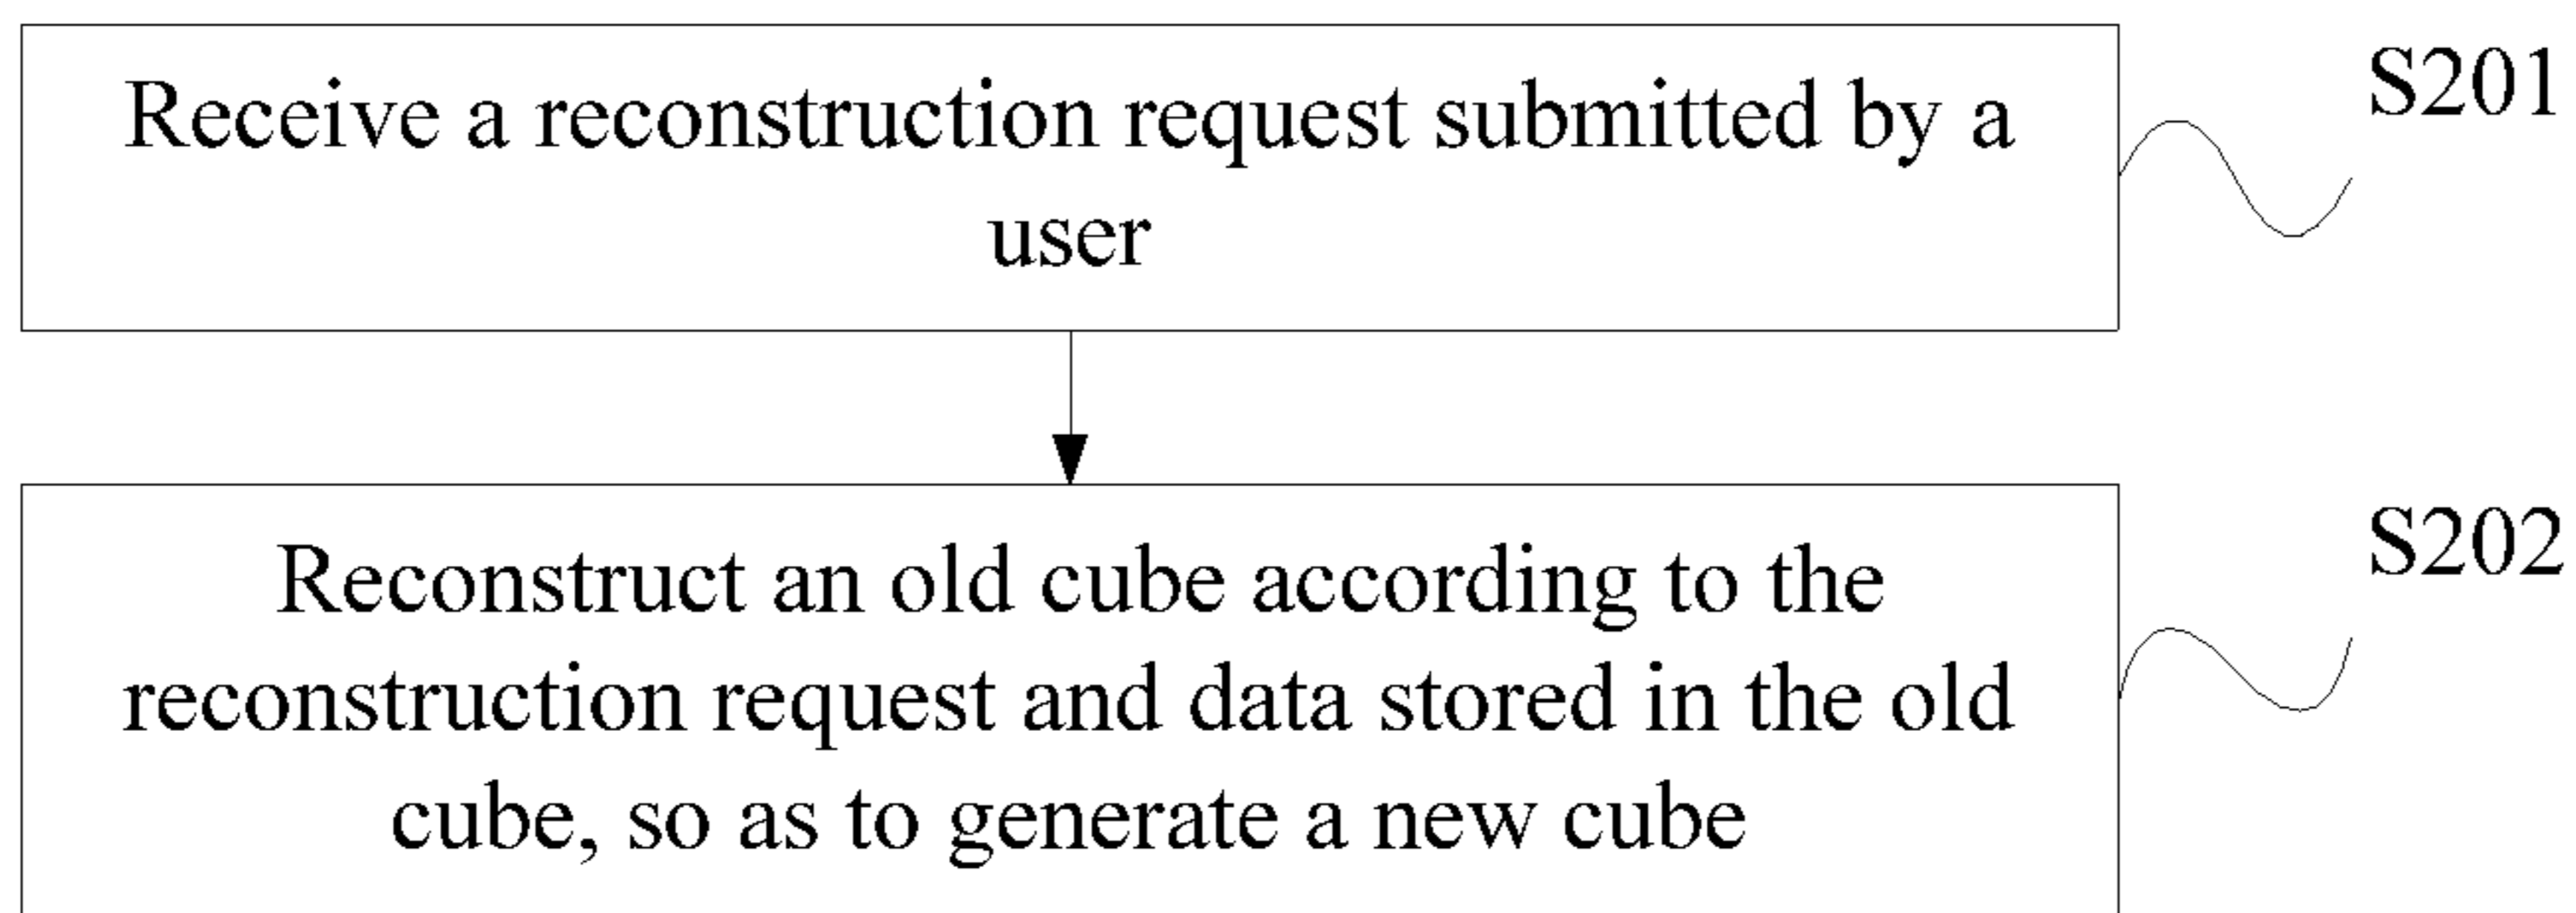 Receive a reconstruction request submitted by a
user
S201
Reconstruct an old cube according to the
reconstruction request and data stored in the old
cube, so as to generate a new cube
S202